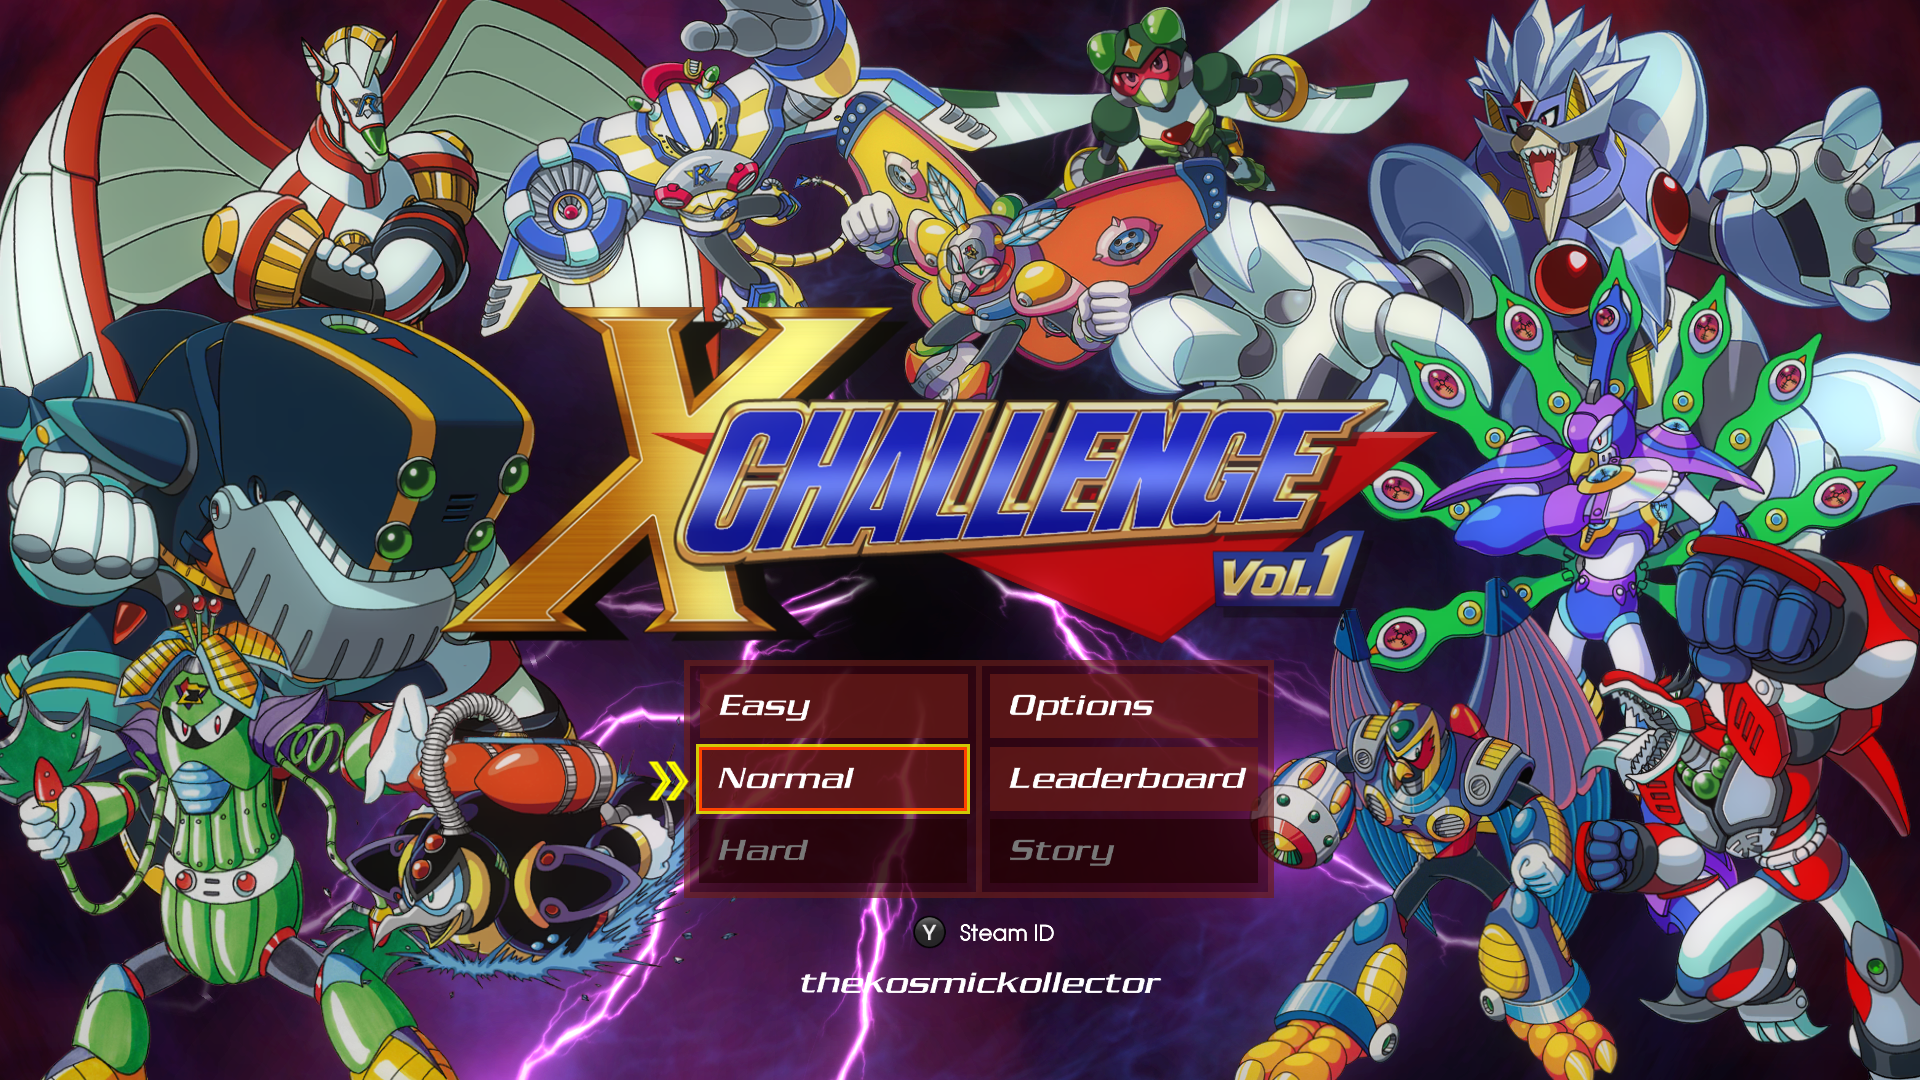 X CHALLENGE
VOL.1
Easy
Options
Normal
Leaderboard
Hard
Story
Y Steam ID
thekosmickollector